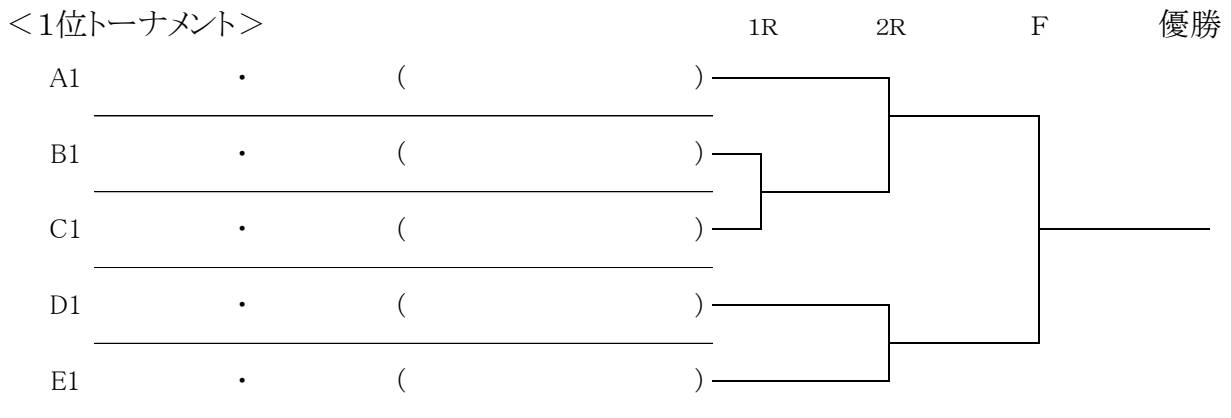 ＜1位トーナメント＞ 1R 2R F 優勝
A1 ・ ( )
B1 ・ ( )
C1 ・ ( )
D1 ・ ( )
E1 ・ ( )